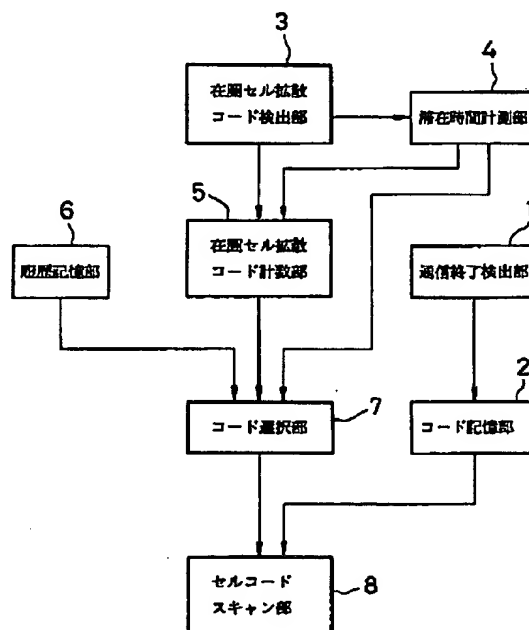 3
4
在圏セル拡散
コード検出部
滞在時間計測部
5
6
在圏セル拡散
コード計数部
履歴記憶部
1
通信終了検出部
2
コード選択部
7
コード記憶部
セルコード
スキャン部
8